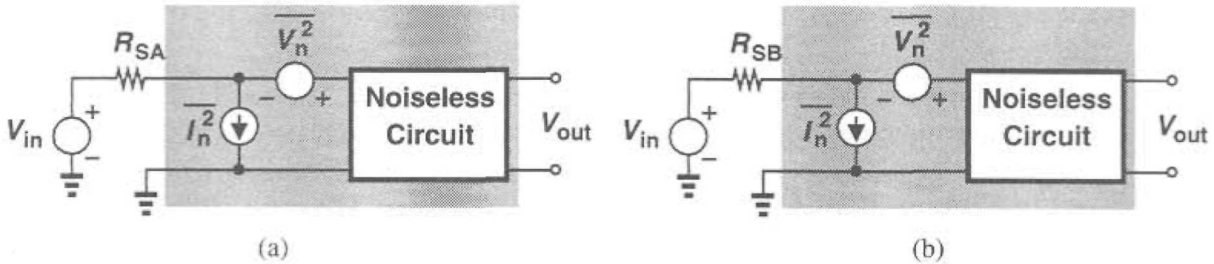 R_SA
V_n^2
I_n^2
V_in
+
−
−
+
Noiseless
Circuit
V_out
(a)
R_SB
V_n^2
I_n^2
V_in
+
−
−
+
Noiseless
Circuit
V_out
(b)